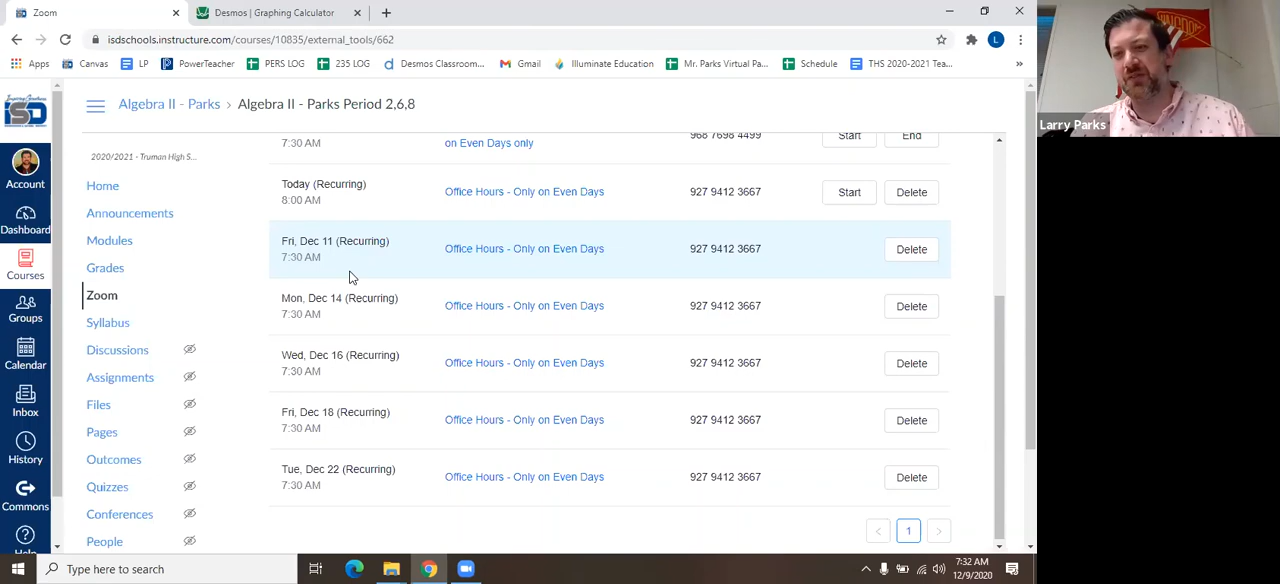 Zoom
Desmos | Graphing Calculator
isdschools.instructure.com/courses/10835/external_tools/662
L
Apps
Canvas
LP
PowerTeacher
PERS LOG
235 LOG
Desmos Classroom...
Gmail
Illuminate Education
Mr. Parks Virtual Pa...
Schedule
THS 2020-2021 Tea...
»
KINGDOM
Larry Parks
ISD
Algebra II - Parks › Algebra II - Parks Period 2,6,8
2020/2021 - Truman High S...
Account
Dashboard
Courses
Groups
Calendar
Inbox
History
Commons
Help
Home
Announcements
Modules
Grades
Zoom
Syllabus
Discussions
Assignments
Files
Pages
Outcomes
Quizzes
Conferences
People
7:30 AM
on Even Days only
968 7698 4499
Start
End
Today (Recurring)
8:00 AM
Office Hours - Only on Even Days
927 9412 3667
Start
Delete
Fri, Dec 11 (Recurring)
7:30 AM
Office Hours - Only on Even Days
927 9412 3667
Delete
Mon, Dec 14 (Recurring)
7:30 AM
Office Hours - Only on Even Days
927 9412 3667
Delete
Wed, Dec 16 (Recurring)
7:30 AM
Office Hours - Only on Even Days
927 9412 3667
Delete
Fri, Dec 18 (Recurring)
7:30 AM
Office Hours - Only on Even Days
927 9412 3667
Delete
Tue, Dec 22 (Recurring)
7:30 AM
Office Hours - Only on Even Days
927 9412 3667
Delete
< 1 >
Type here to search
7:32 AM
12/9/2020